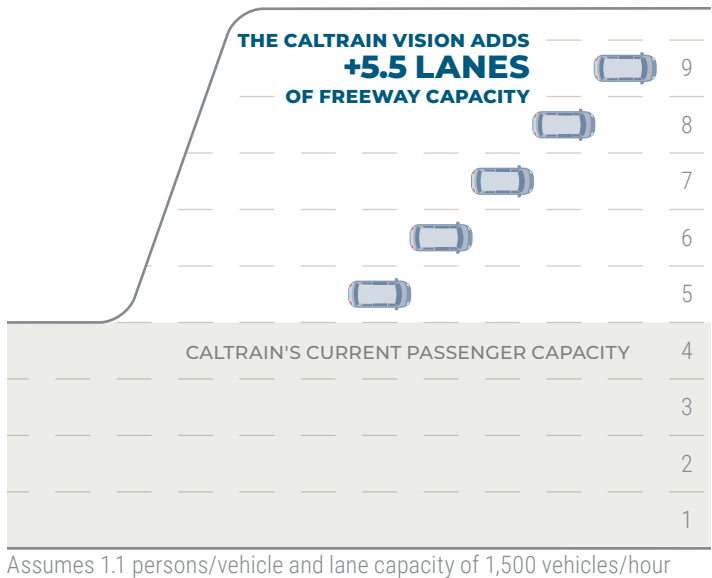 THE CALTRAIN VISION ADDS
+5.5 LANES
OF FREEWAY CAPACITY
9
8
7
6
5
CALTRAIN'S CURRENT PASSENGER CAPACITY 4
3
2
1
Assumes 1.1 persons/vehicle and lane capacity of 1,500 vehicles/hour